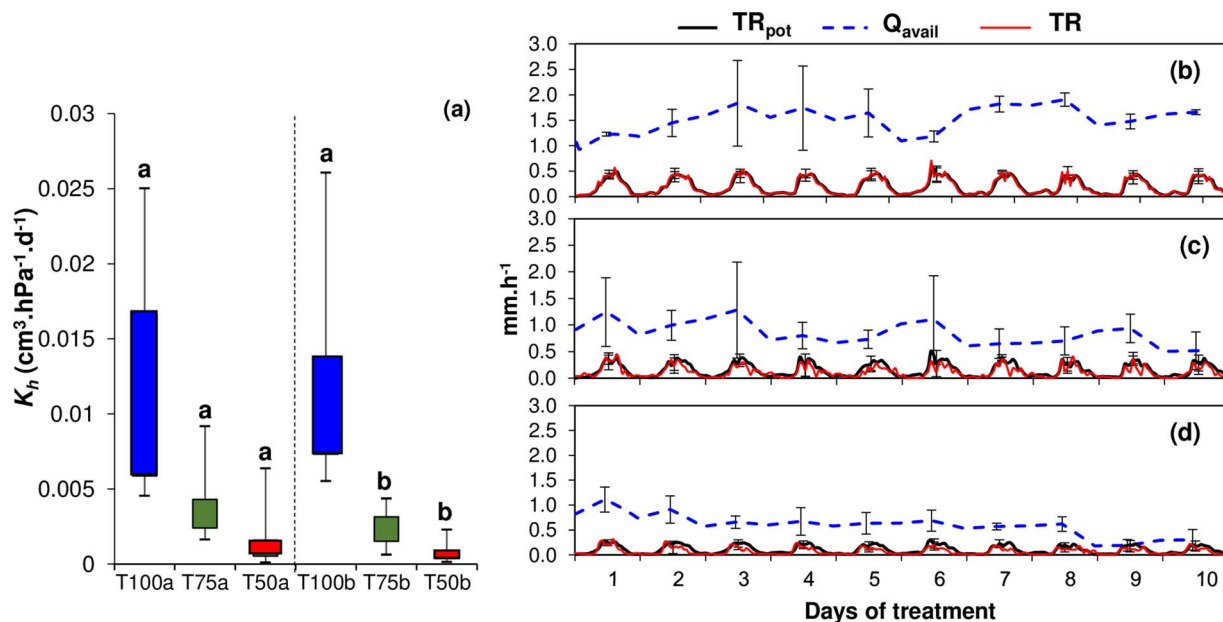 TRpot Qavail TR
(a)
Kh (cm³.hPa⁻¹.d⁻¹)
0.03
0.025
0.02
0.015
0.01
0.005
0
a
a
a
a
b
b
T100a T75a T50a T100b T75b T50b
mm.h⁻¹
(b)
3.0
2.5
2.0
1.5
1.0
0.5
0.0
(c)
3.0
2.5
2.0
1.5
1.0
0.5
0.0
(d)
3.0
2.5
2.0
1.5
1.0
0.5
0.0
1 2 3 4 5 6 7 8 9 10
Days of treatment